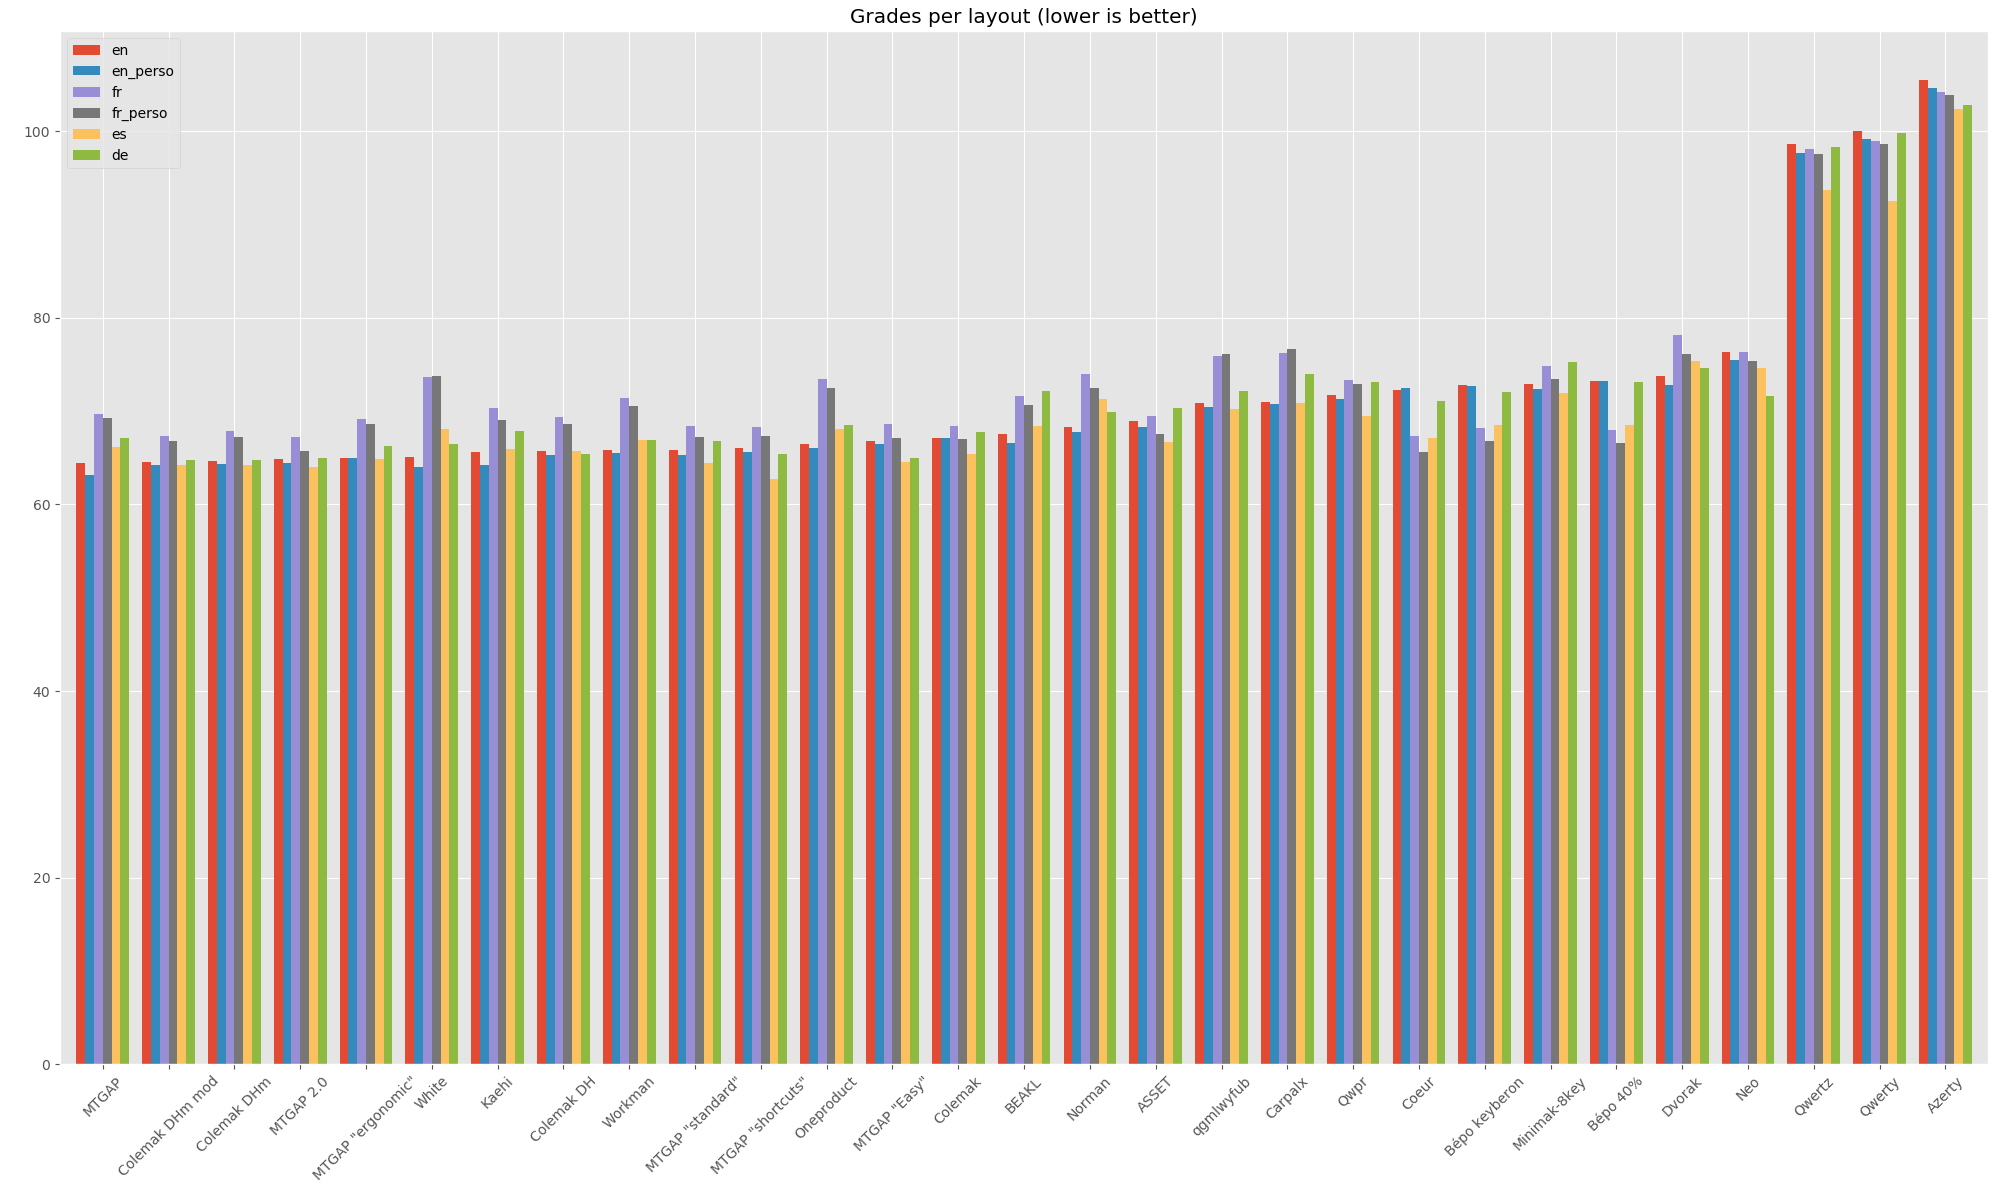 Grades per layout (lower is better)
en
en_perso
fr
fr_perso
es
de
100
80
60
40
20
0
MTGAP
Colemak DHm mod
Colemak DHm
MTGAP 2.0
MTGAP "ergonomic"
White
Kaehi
Colemak DH
Workman
MTGAP "standard"
MTGAP "shortcuts"
Oneproduct
MTGAP "Easy"
Colemak
BEAKL
Norman
ASSET
qgmlwyfub
Carpalx
Qwpr
Coeur
Bépo keyberon
Minimak-8key
Bépo 40%
Dvorak
Neo
Qwertz
Qwerty
Azerty